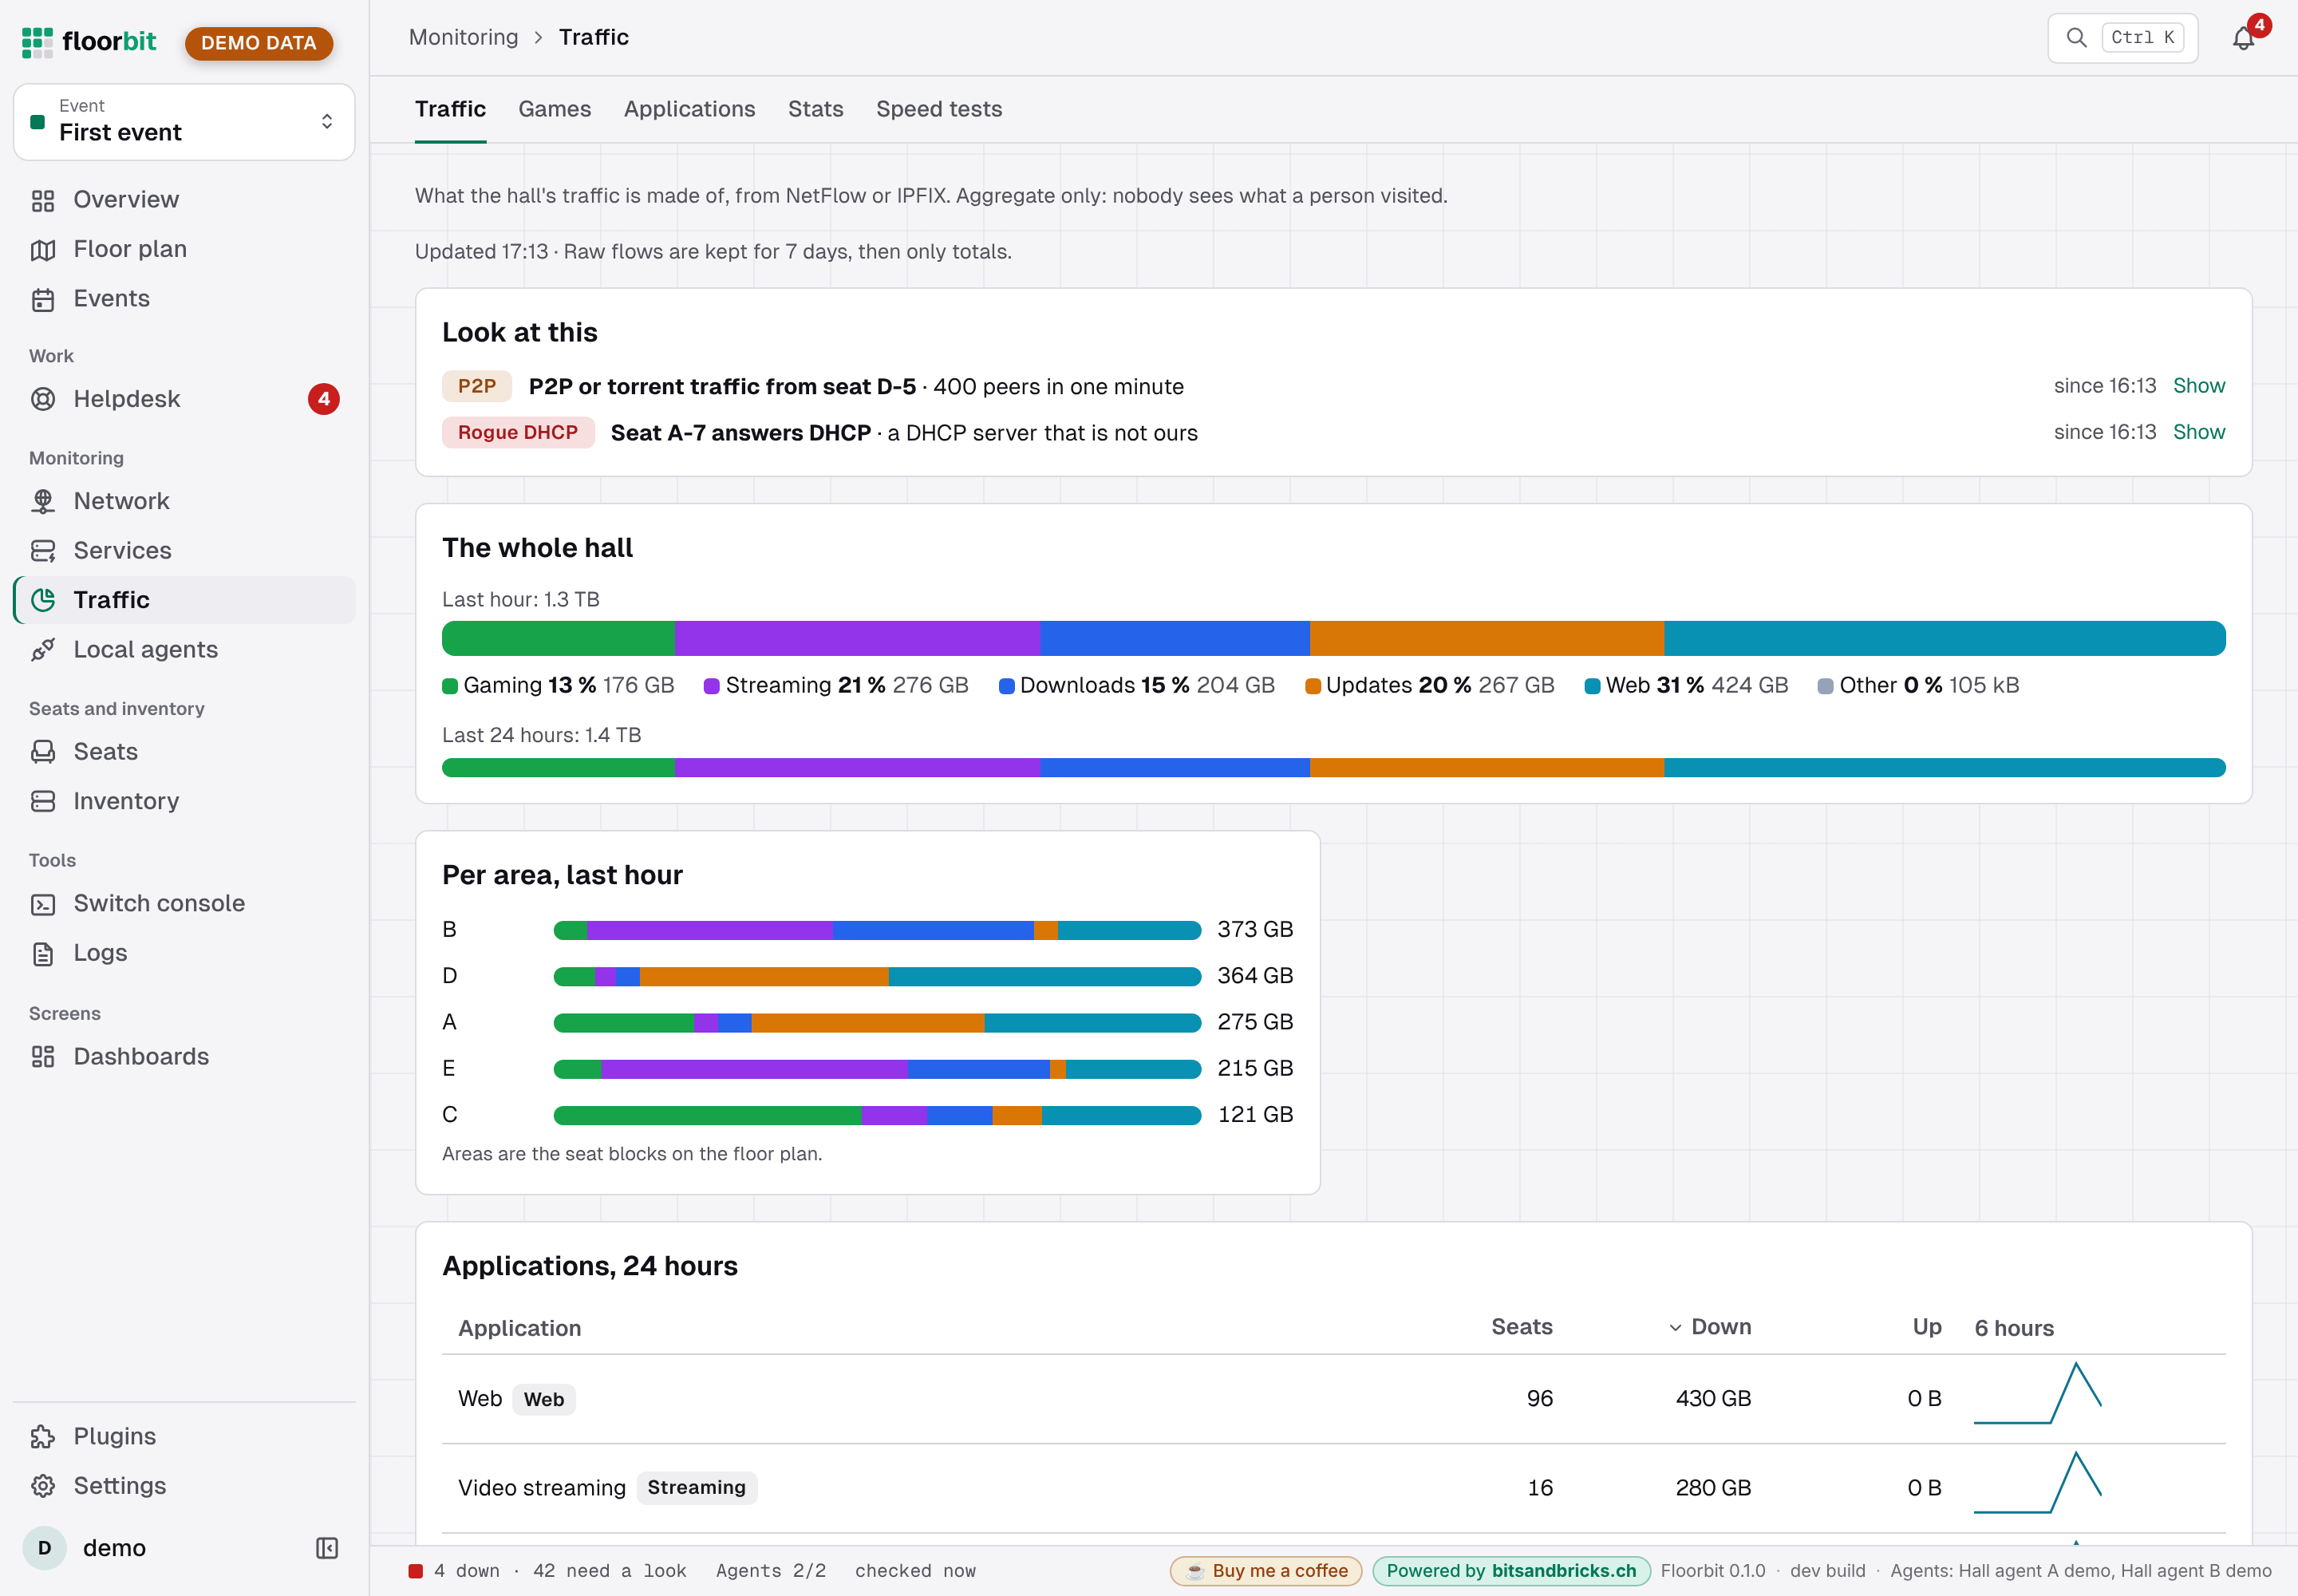 floorbit DEMO DATA
Event
First event
Overview
Floor plan
Events
Work
Helpdesk 4
Monitoring
Network
Services
Traffic
Local agents
Seats and inventory
Seats
Inventory
Tools
Switch console
Logs
Screens
Dashboards
Plugins
Settings
D demo
Monitoring > Traffic
Ctrl K
4
Traffic Games Applications Stats Speed tests
What the hall's traffic is made of, from NetFlow or IPFIX. Aggregate only: nobody sees what a person visited.
Updated 17:13 · Raw flows are kept for 7 days, then only totals.
Look at this
P2P P2P or torrent traffic from seat D-5 · 400 peers in one minute since 16:13 Show
Rogue DHCP Seat A-7 answers DHCP · a DHCP server that is not ours since 16:13 Show
The whole hall
Last hour: 1.3 TB
Gaming 13 % 176 GB Streaming 21 % 276 GB Downloads 15 % 204 GB Updates 20 % 267 GB Web 31 % 424 GB Other 0 % 105 kB
Last 24 hours: 1.4 TB
Per area, last hour
B 373 GB
D 364 GB
A 275 GB
E 215 GB
C 121 GB
Areas are the seat blocks on the floor plan.
Applications, 24 hours
Application Seats Down Up 6 hours
Web Web 96 430 GB 0 B
Video streaming Streaming 16 280 GB 0 B
4 down · 42 need a look Agents 2/2 checked now
Buy me a coffee Powered by bitsandbricks.ch Floorbit 0.1.0 · dev build · Agents: Hall agent A demo, Hall agent B demo